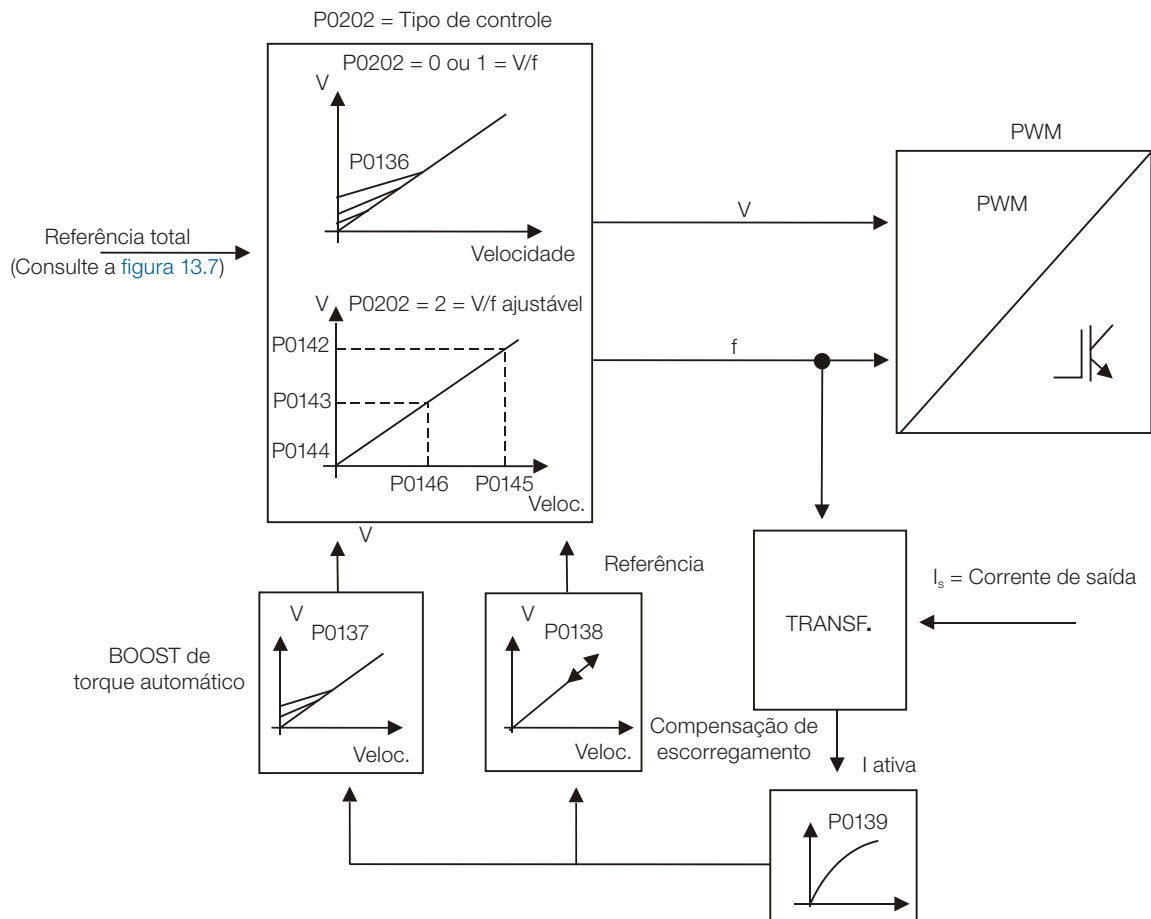 P0202 = Tipo de controle
P0202 = 0 ou 1 = V/f
V
P0136
Velocidade
Referência total
(Consulte a figura 13.7)
P0202 = 2 = V/f ajustável
V
P0142
P0143
P0144
P0146
P0145
Veloc.
V
f
PWM
PWM
V
Referência
BOOST de
torque automático
V
P0137
Veloc.
V
P0138
Veloc.
Compensação de
escorregamento
TRANSF.
Is = Corrente de saída
I ativa
P0139